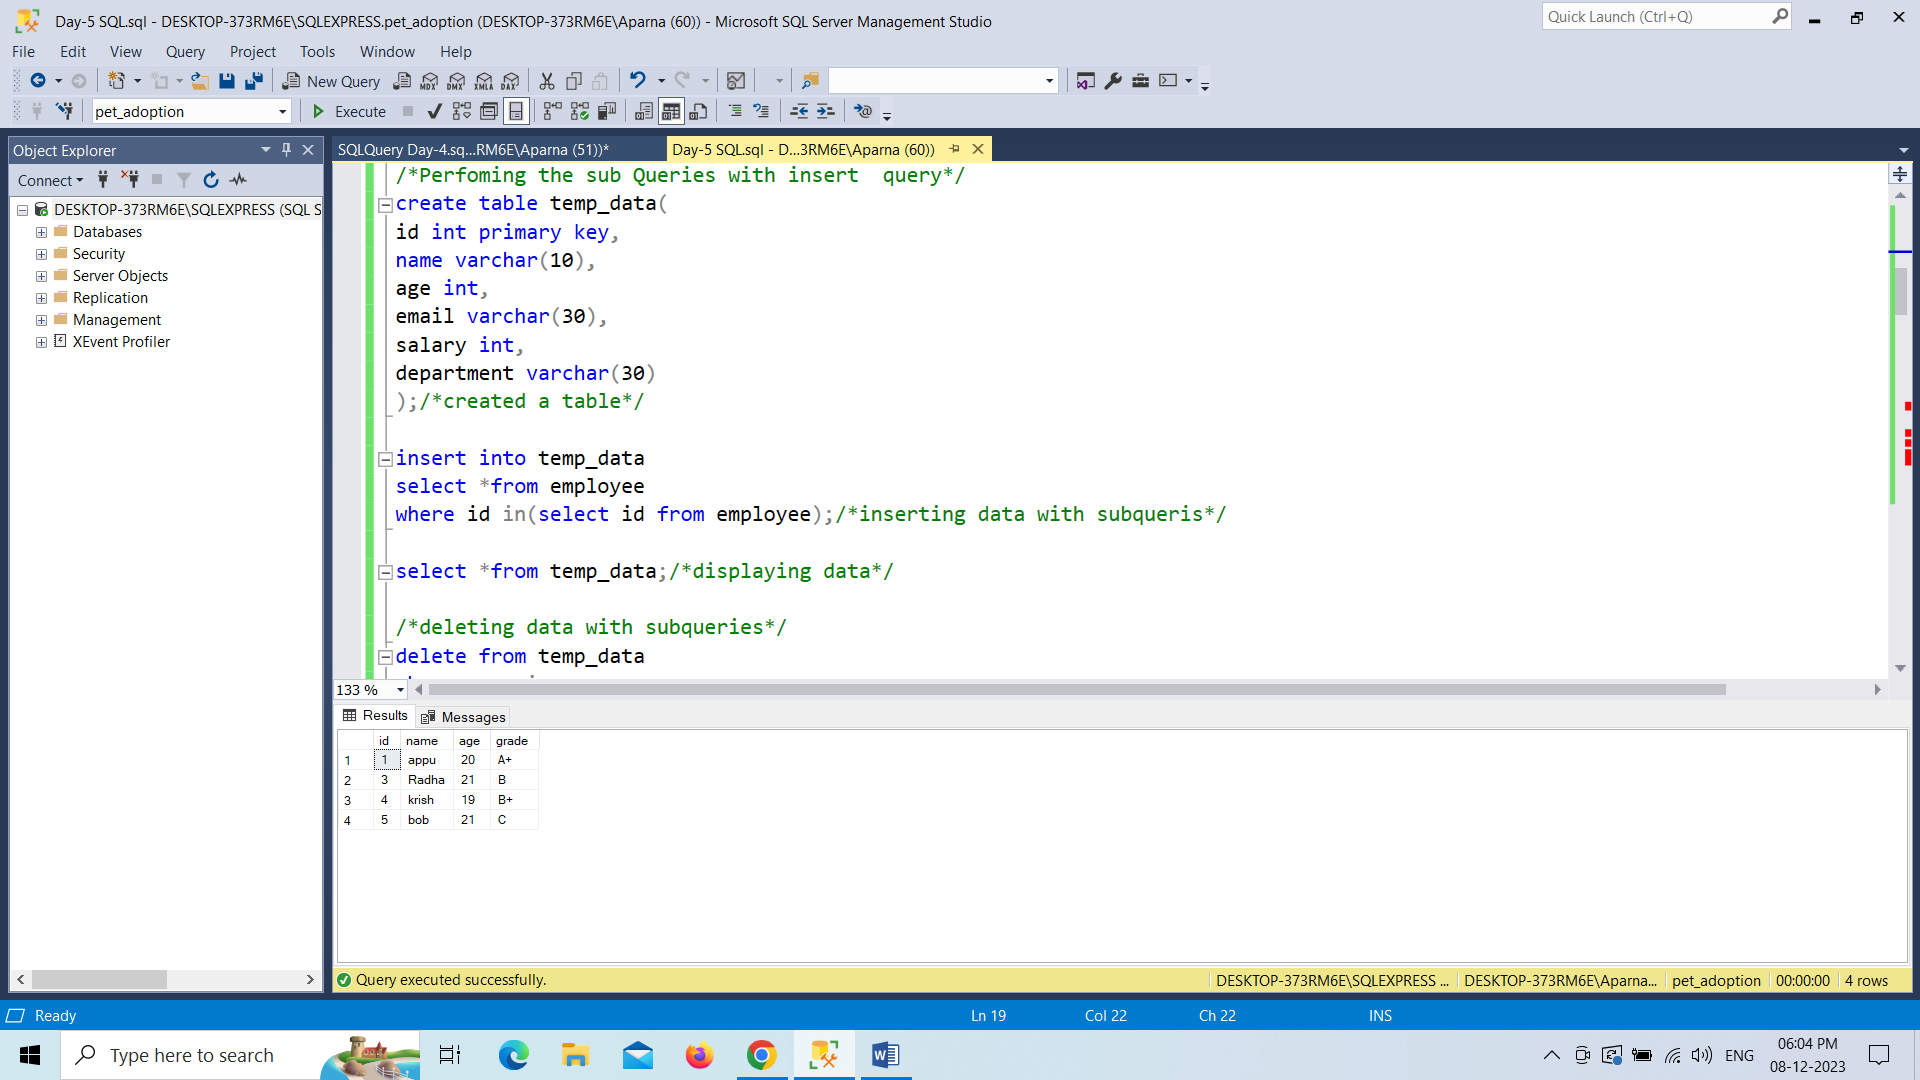 Day-5 SQL.sql - DESKTOP-373RM6E\SQLEXPRESS.pet_adoption (DESKTOP-373RM6E\Aparna (60)) - Microsoft SQL Server Management Studio
Quick Launch (Ctrl+Q)
File Edit View Query Project Tools Window Help
New Query MDX DMX XMLA DAX
pet_adoption Execute
Object Explorer
SQLQuery Day-4.sq...RM6E\Aparna (51))*
Day-5 SQL.sql - D...3RM6E\Aparna (60))
Connect
DESKTOP-373RM6E\SQLEXPRESS (SQL S
Databases
Security
Server Objects
Replication
Management
XEvent Profiler
/*Perfoming the sub Queries with insert  query*/
create table temp_data(
id int primary key,
name varchar(10),
age int,
email varchar(30),
salary int,
department varchar(30)
);/*created a table*/
insert into temp_data
select *from employee
where id in(select id from employee);/*inserting data with subqueris*/
select *from temp_data;/*displaying data*/
/*deleting data with subqueries*/
delete from temp_data
133 %
Results Messages
id name age grade
1 1 appu 20 A+
2 3 Radha 21 B
3 4 krish 19 B+
4 5 bob 21 C
Query executed successfully.
DESKTOP-373RM6E\SQLEXPRESS ... DESKTOP-373RM6E\Aparna... pet_adoption 00:00:00 4 rows
Ready Ln 19 Col 22 Ch 22 INS
Type here to search
ENG
06:04 PM
08-12-2023